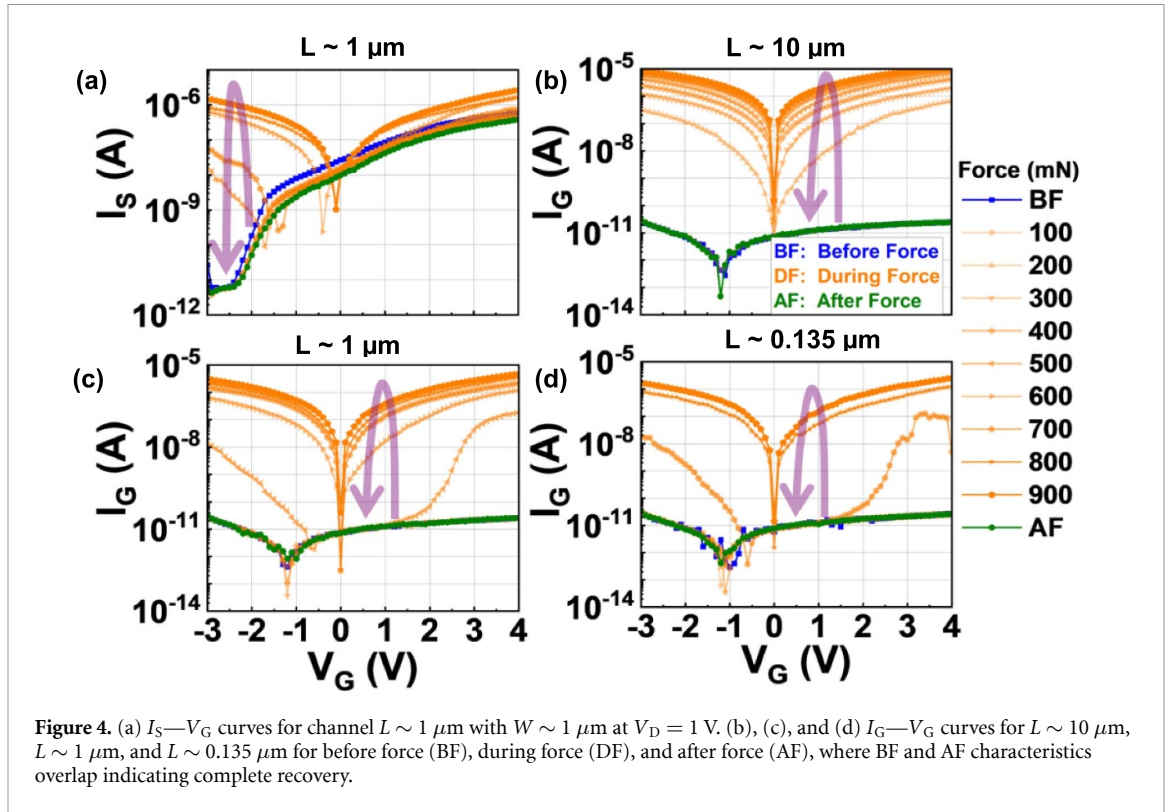 L ~ 1 µm
L ~ 10 µm
(a)
(b)
10⁻⁶
10⁻⁹
10⁻¹²
I_S (A)
10⁻⁵
10⁻⁸
10⁻¹¹
10⁻¹⁴
I_G (A)
BF: Before Force
DF: During Force
AF: After Force
Force (mN)
BF
100
200
300
400
500
600
700
800
900
AF
L ~ 1 µm
L ~ 0.135 µm
(c)
(d)
10⁻⁵
10⁻⁸
10⁻¹¹
10⁻¹⁴
I_G (A)
-3 -2 -1 0 1 2 3 4
V_G (V)
10⁻⁵
10⁻⁸
10⁻¹¹
10⁻¹⁴
I_G (A)
-3 -2 -1 0 1 2 3 4
V_G (V)
Figure 4. (a) I_S—V_G curves for channel L ∼ 1 µm with W ∼ 1 µm at V_D = 1 V. (b), (c), and (d) I_G—V_G curves for L ∼ 10 µm,
L ∼ 1 µm, and L ∼ 0.135 µm for before force (BF), during force (DF), and after force (AF), where BF and AF characteristics
overlap indicating complete recovery.